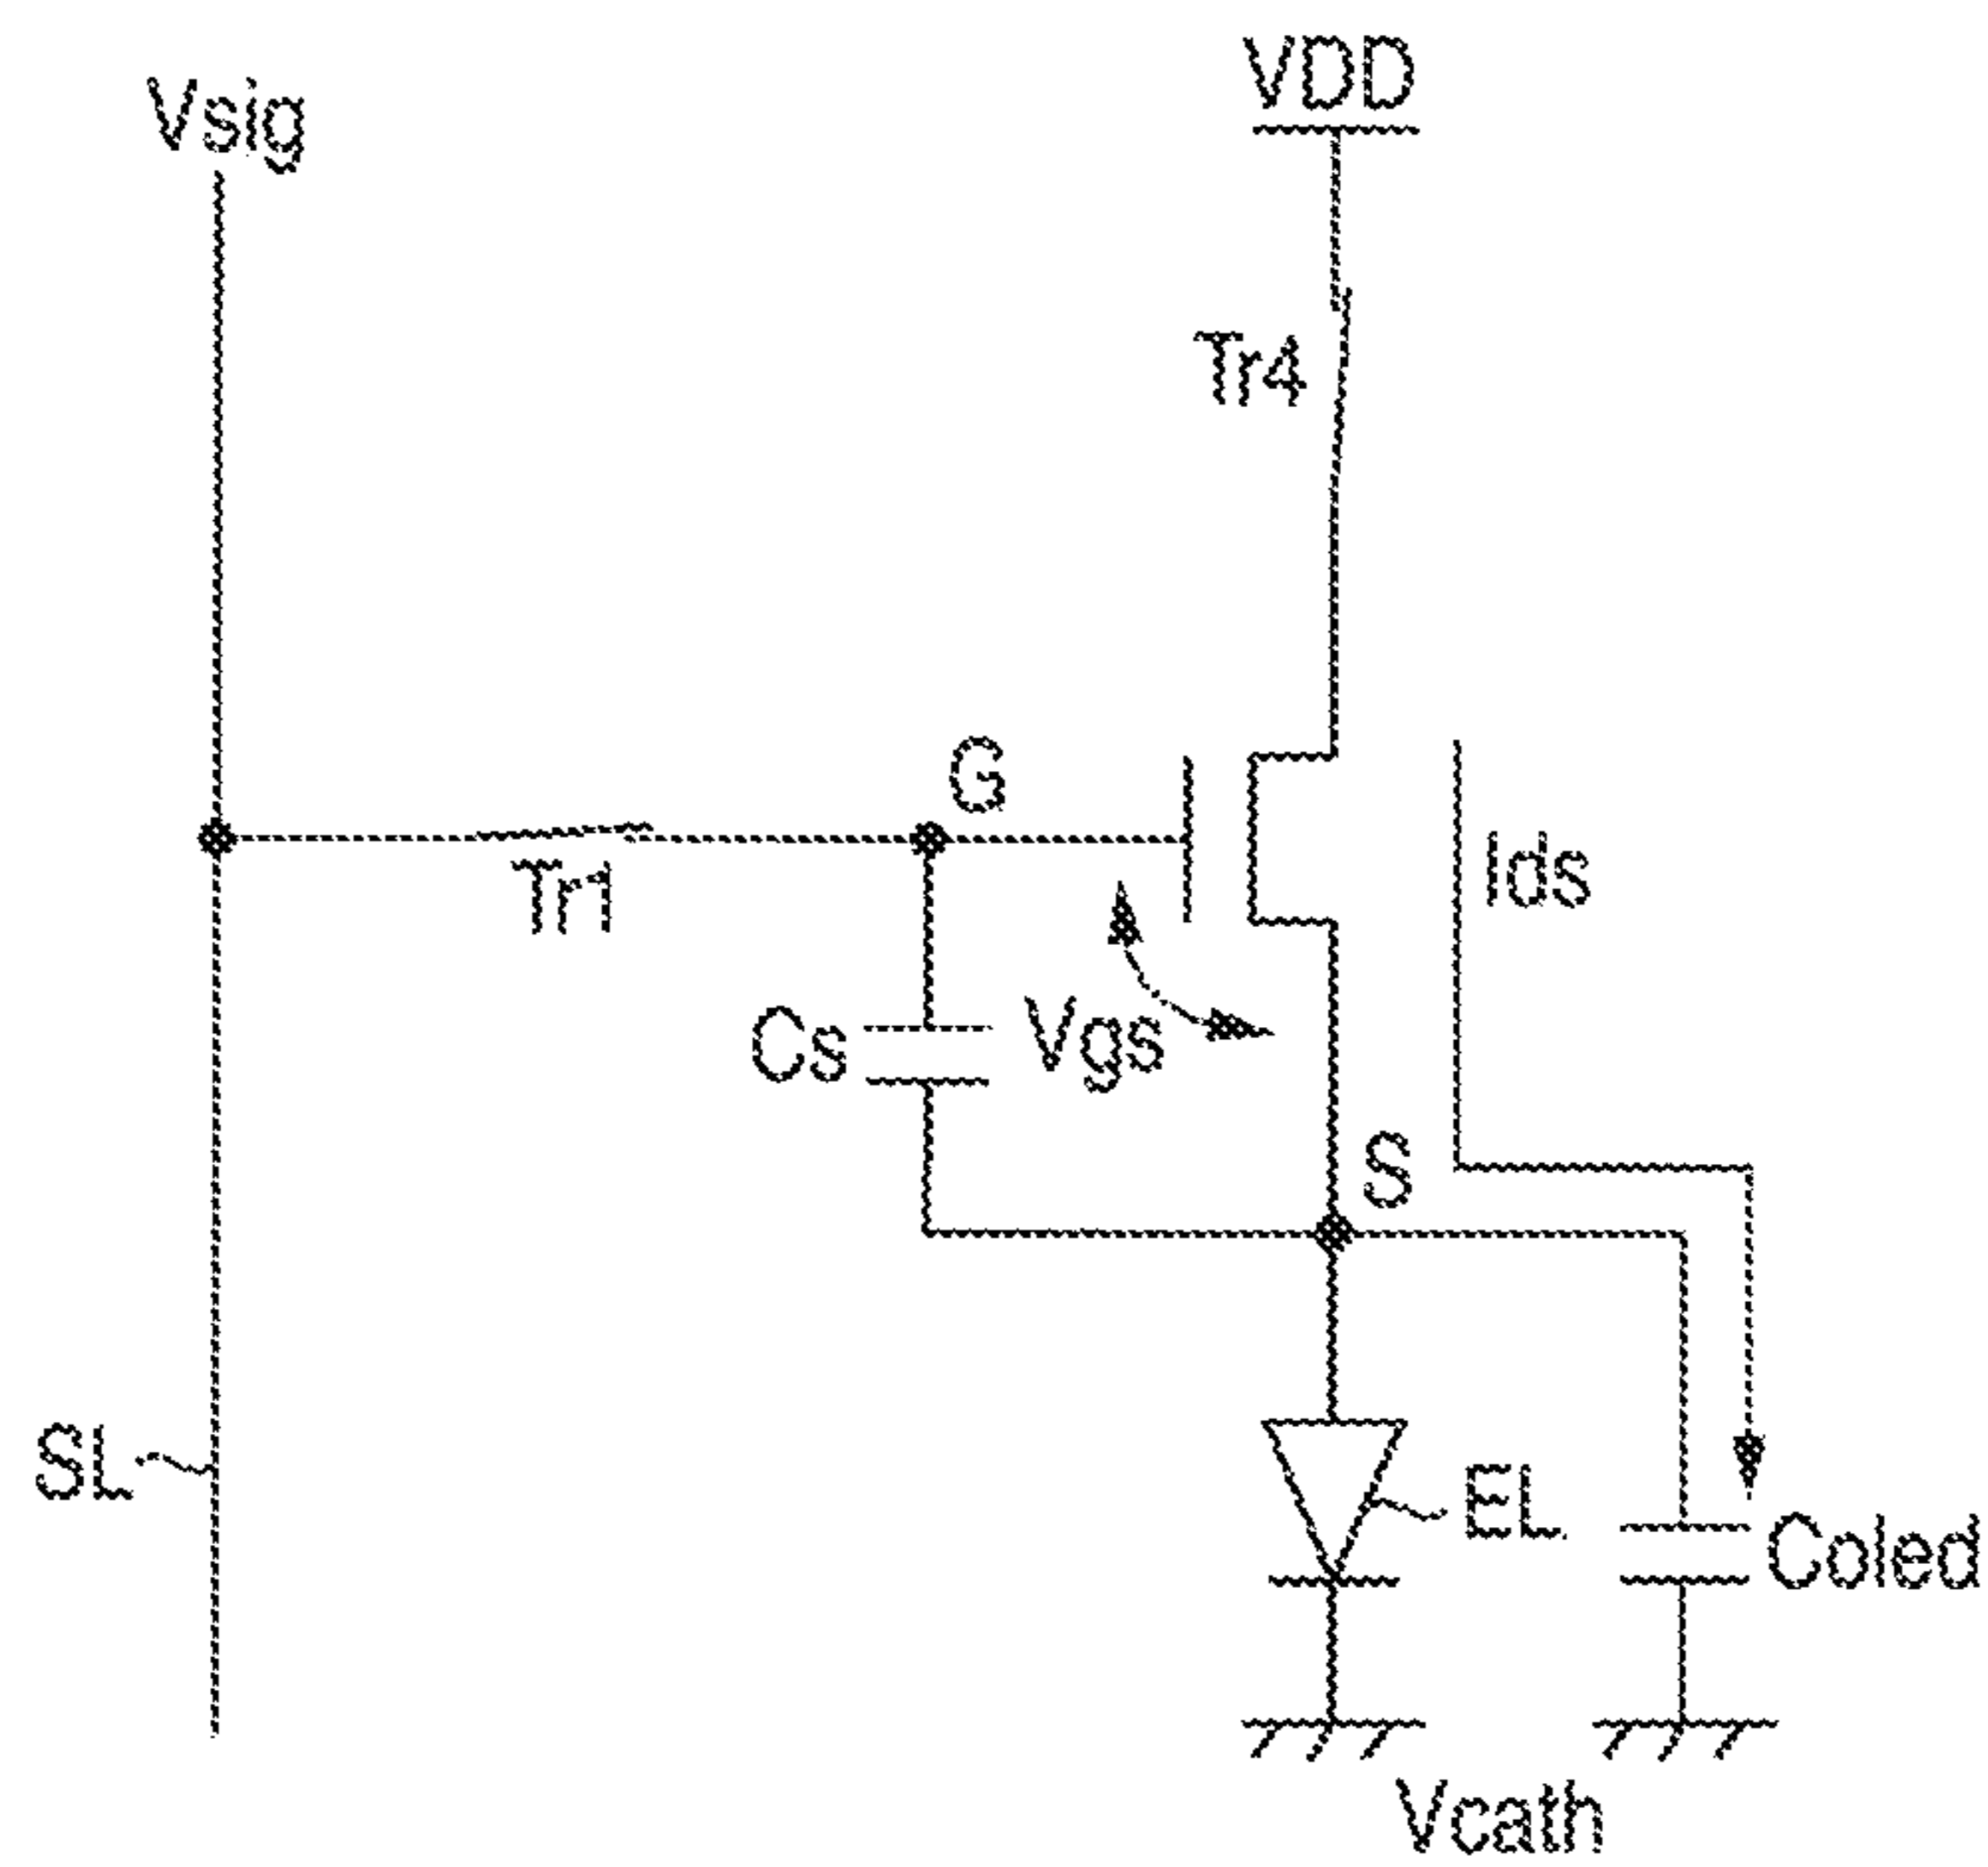 Vsig
VDD
Tr4
G
Tr1
Ids
Cs
Vgs
S
SL
EL
Coled
Vcath